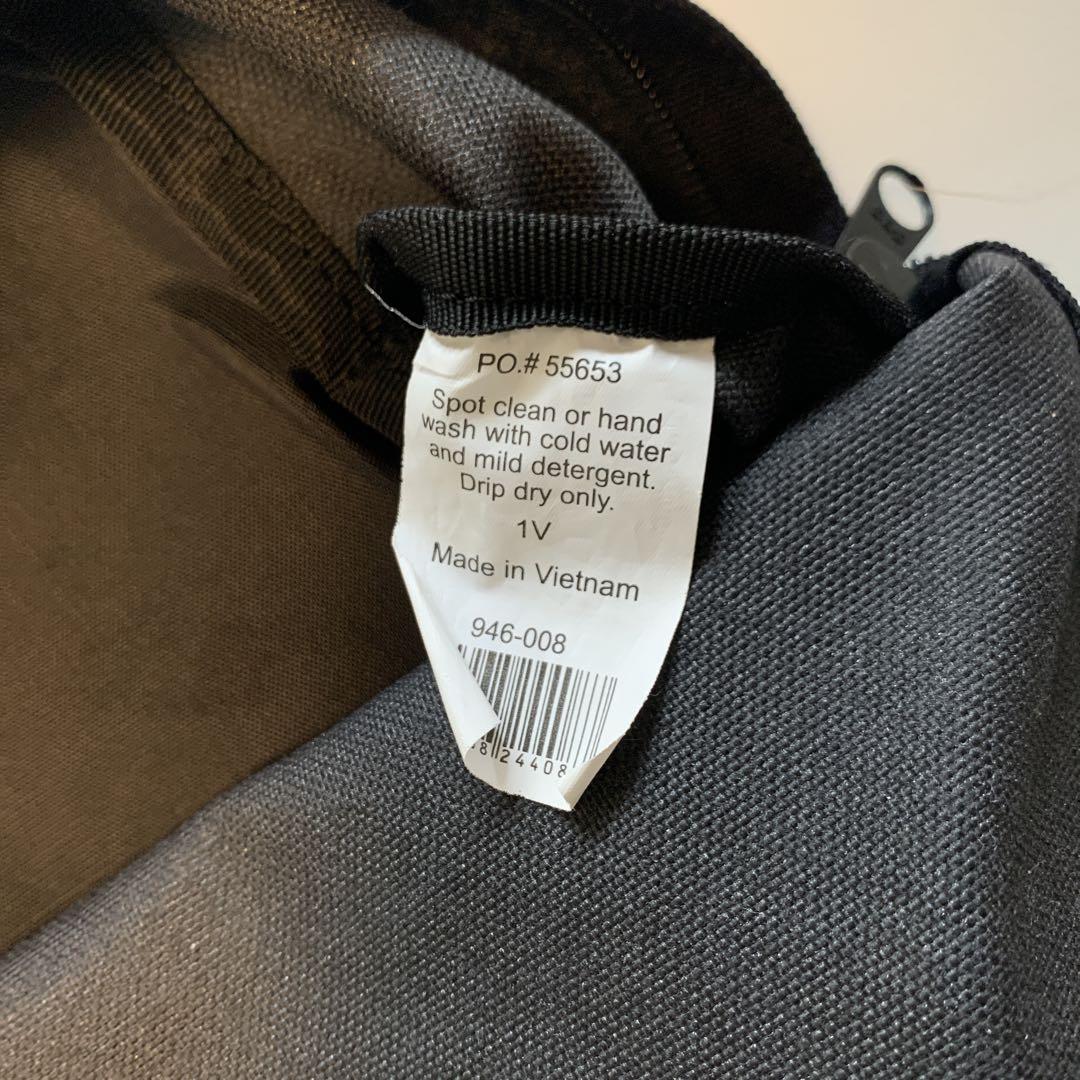 PO.# 55653
Spot clean or hand
wash with cold water
and mild detergent.
Drip dry only.
1V
Made in Vietnam
946-008
8 24408